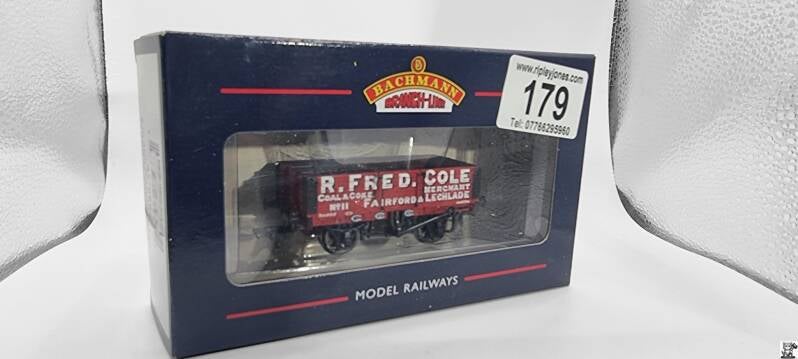 BACHMANN
BRANCH-LINE
www.ripleyjones.com
179
Tel: 07766295960
R. FRED. COLE
COAL & COKE MERCHANT
No 11 FAIRFORD & LECHLADE
MODEL RAILWAYS